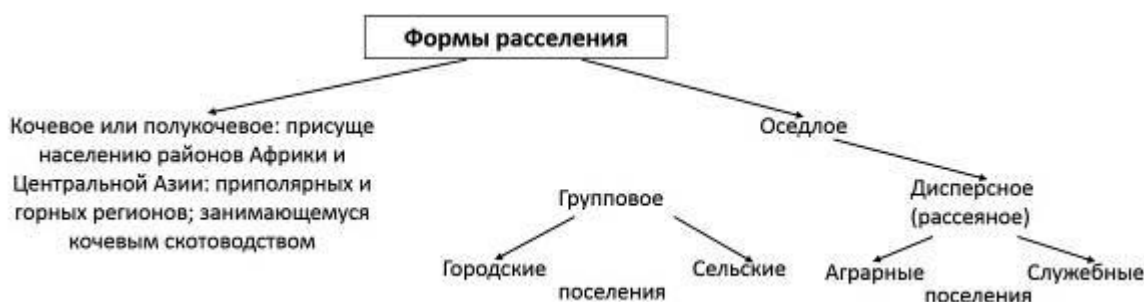 Формы расселения
Кочевое или полукочевое: присуще
населению районов Африки и
Центральной Азии: приполярных и
горных регионов; занимающемуся
кочевым скотоводством
Оседлое
Групповое
Городские
Сельские
поселения
Дисперсное
(рассеяное)
Аграрные
Служебные
поселения